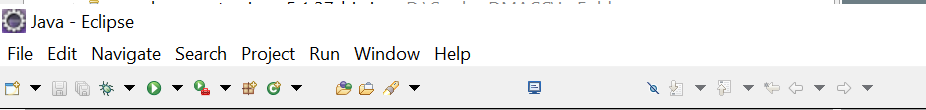 Java - Eclipse
File Edit Navigate Search Project Run Window Help